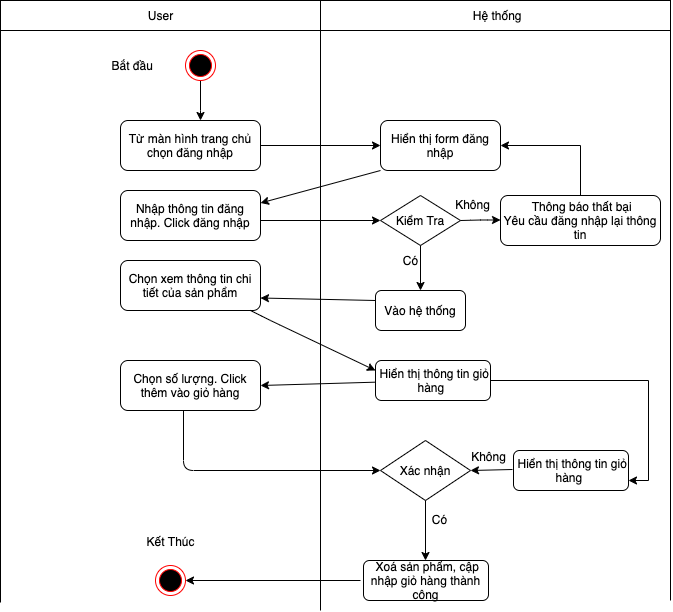 User
Hệ thống
Bắt dầu
Từ màn hình trang chủ
chọn đăng nhập
Hiển thị form đăng
nhập
Nhập thông tin đăng
nhập. Click đăng nhập
Kiểm Tra
Không
Thông báo thất bại
Yêu cầu đăng nhập lại thông
tin
Có
Chọn xem thông tin chi
tiết của sản phẩm
Vào hệ thống
Chọn số lượng. Click
thêm vào giỏ hàng
Hiển thị thông tin giỏ
hàng
Xác nhận
Không
Hiển thị thông tin giỏ
hàng
Có
Kết Thúc
Xoá sản phẩm, cập
nhập giỏ hàng thành
công